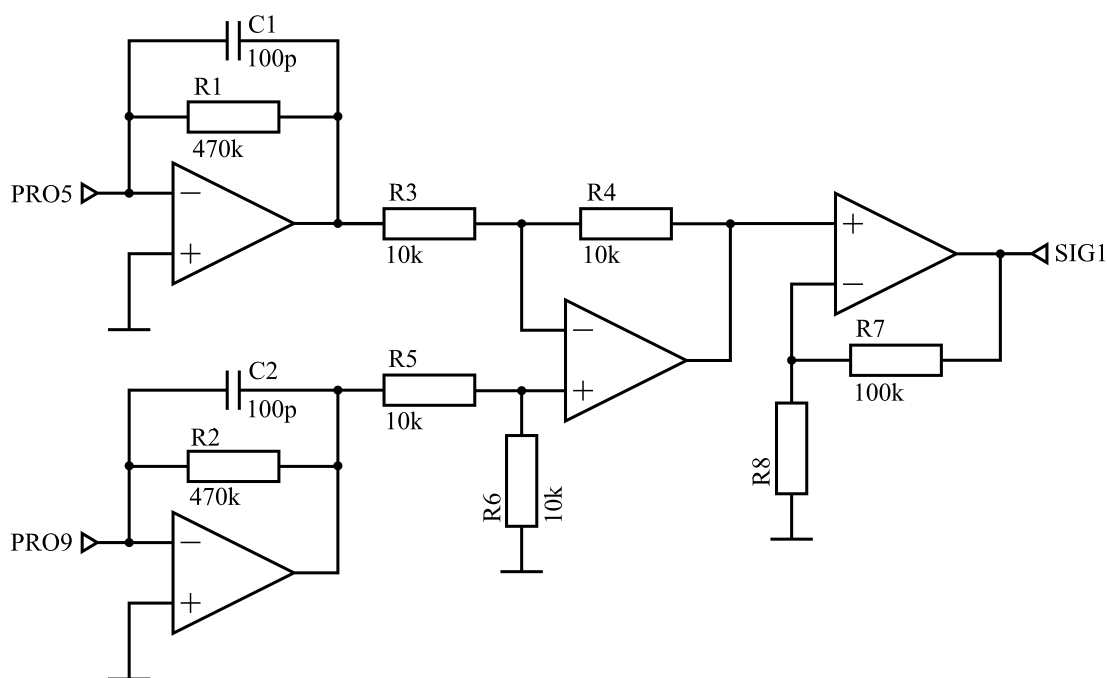 C1
100p
R1
470k
PRO5
−
+
R3
10k
R4
10k
+
−
SIG1
R7
100k
−
+
C2
100p
R5
10k
R2
470k
R6
10k
R8
PRO9
−
+